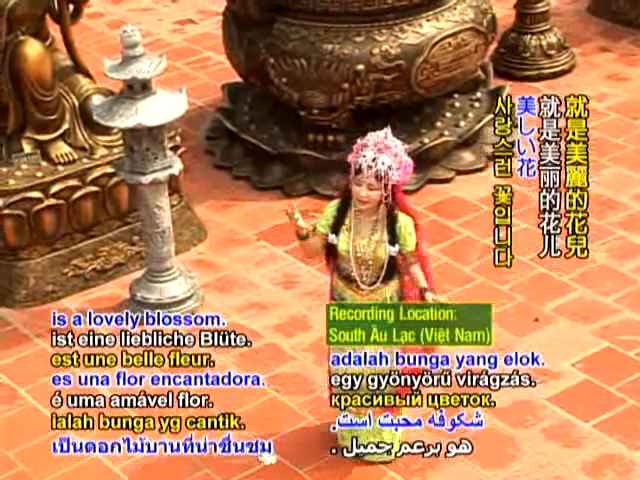 就是美麗的花兒
就是美丽的花儿
美しい花
사랑스런 꽃입니다
Recording Location:
South Âu Lạc (Việt Nam)
is a lovely blossom.
ist eine liebliche Blüte.
est une belle fleur.
es una flor encantadora.
é uma amável flor.
ialah bunga yg cantik.
เป็นดอกไม้บานที่น่าชื่นชม
adalah bunga yang elok.
egy gyönyörű virágzás.
красивый цветок.
شکوفه محبت است.
هو برعم جميل .